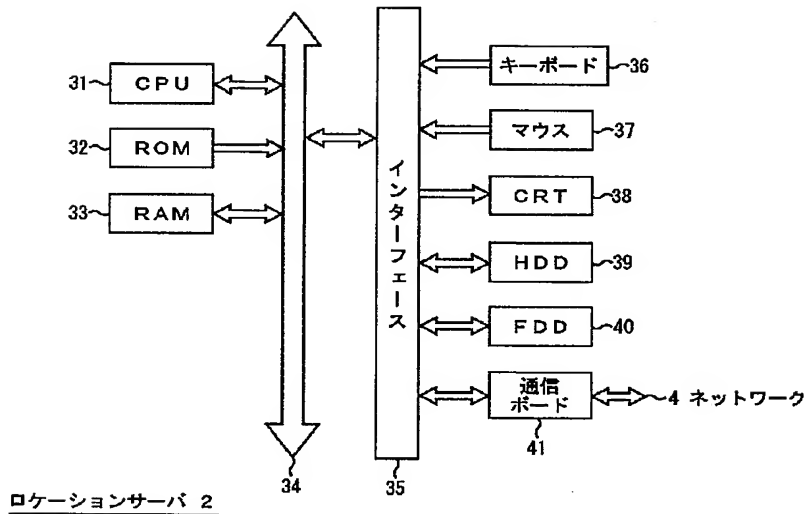 31 CPU
32 ROM
33 RAM
34
インターフェース
35
キーボード 36
マウス 37
CRT 38
HDD 39
FDD 40
通信
ボード
41
4 ネットワーク
ロケーションサーバ 2